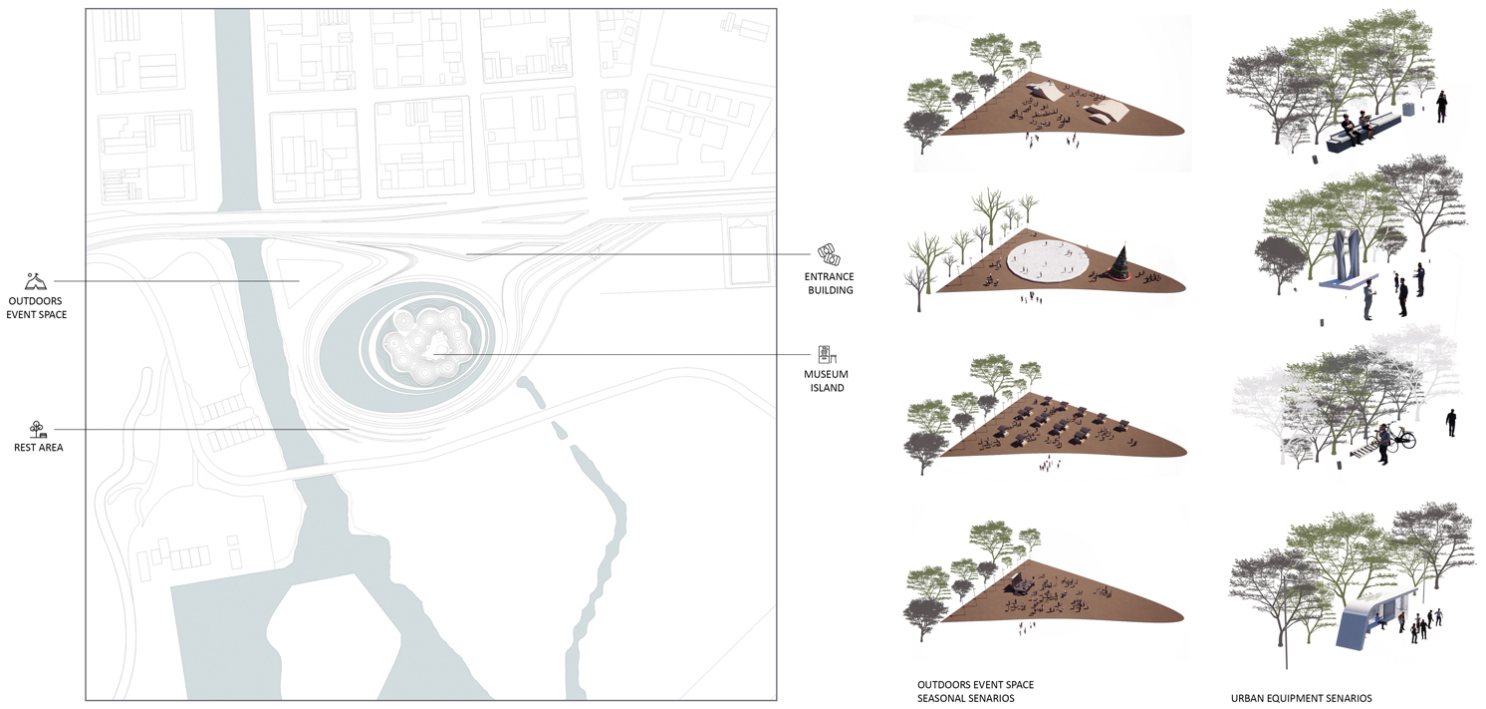 OUTDOORS
EVENT SPACE
REST AREA
ENTRANCE
BUILDING
MUSEUM
ISLAND
OUTDOORS EVENT SPACE
SEASONAL SENARIOS
URBAN EQUIPMENT SENARIOS